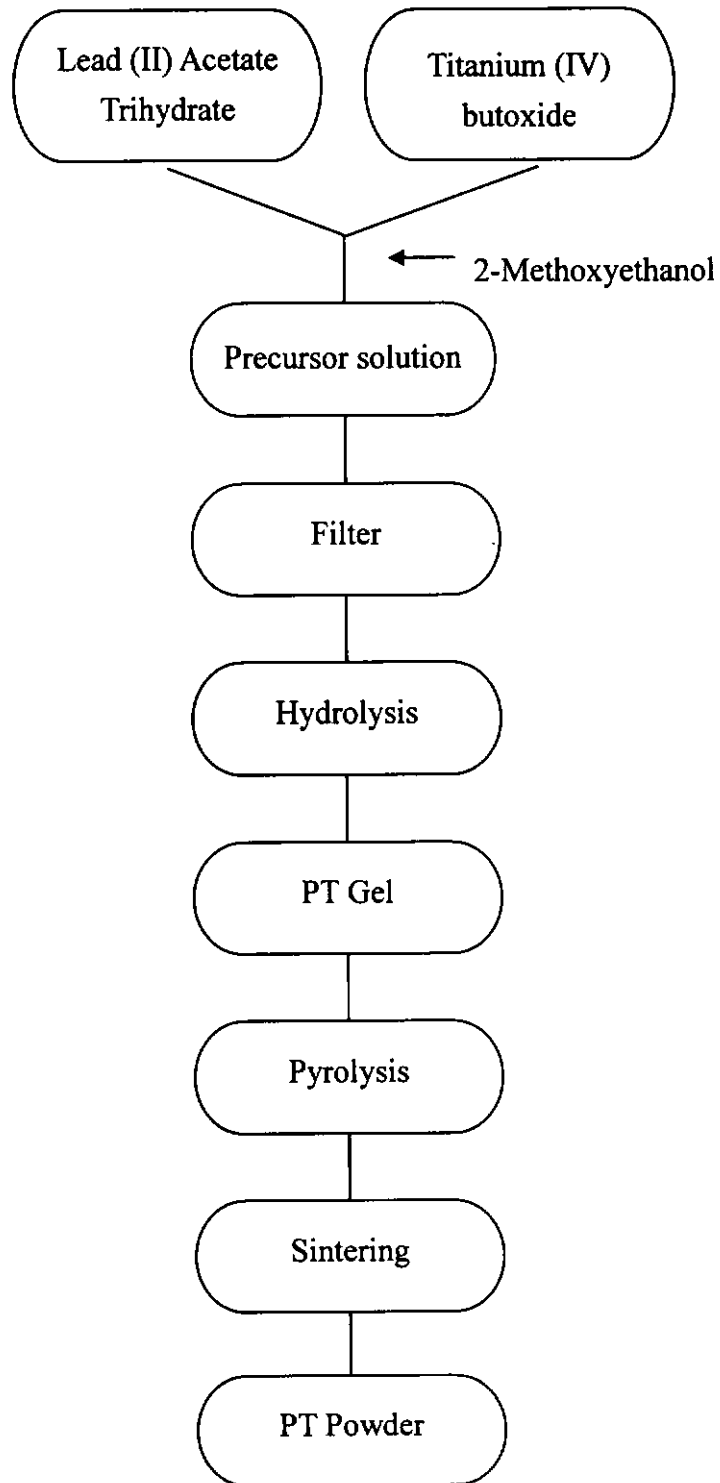 Lead (II) Acetate
Trihydrate
Titanium (IV)
butoxide
2-Methoxyethanol
Precursor solution
Filter
Hydrolysis
PT Gel
Pyrolysis
Sintering
PT Powder